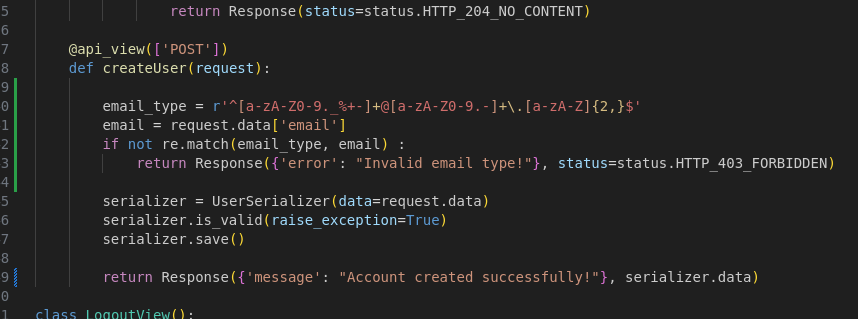 5                return Response(status=status.HTTP_204_NO_CONTENT)
6
7    @api_view(['POST'])
8    def createUser(request):
9
0        email_type = r'^[a-zA-Z0-9._%+-]+@[a-zA-Z0-9.-]+\.[a-zA-Z]{2,}$'
1        email = request.data['email']
2        if not re.match(email_type, email) :
3            return Response({'error': "Invalid email type!"}, status=status.HTTP_403_FORBIDDEN)
4
5        serializer = UserSerializer(data=request.data)
6        serializer.is_valid(raise_exception=True)
7        serializer.save()
8
9        return Response({'message': "Account created successfully!"}, serializer.data)
0
1 class LogoutView():